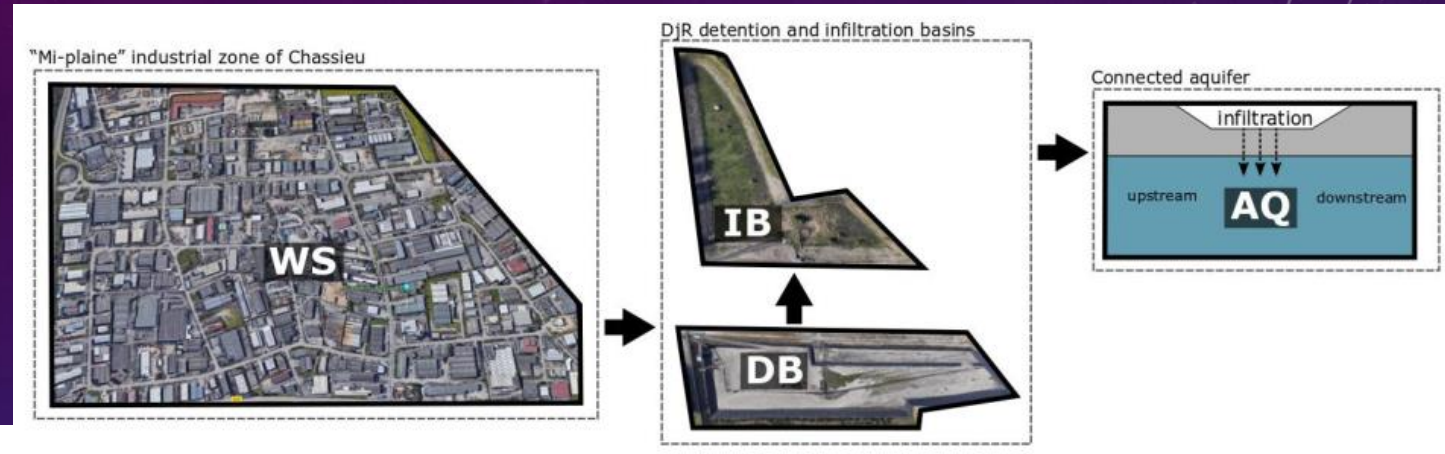 "Mi-plaine" industrial zone of Chassieu
WS
DjR detention and infiltration basins
IB
DB
Connected aquifer
infiltration
upstream
AQ
downstream